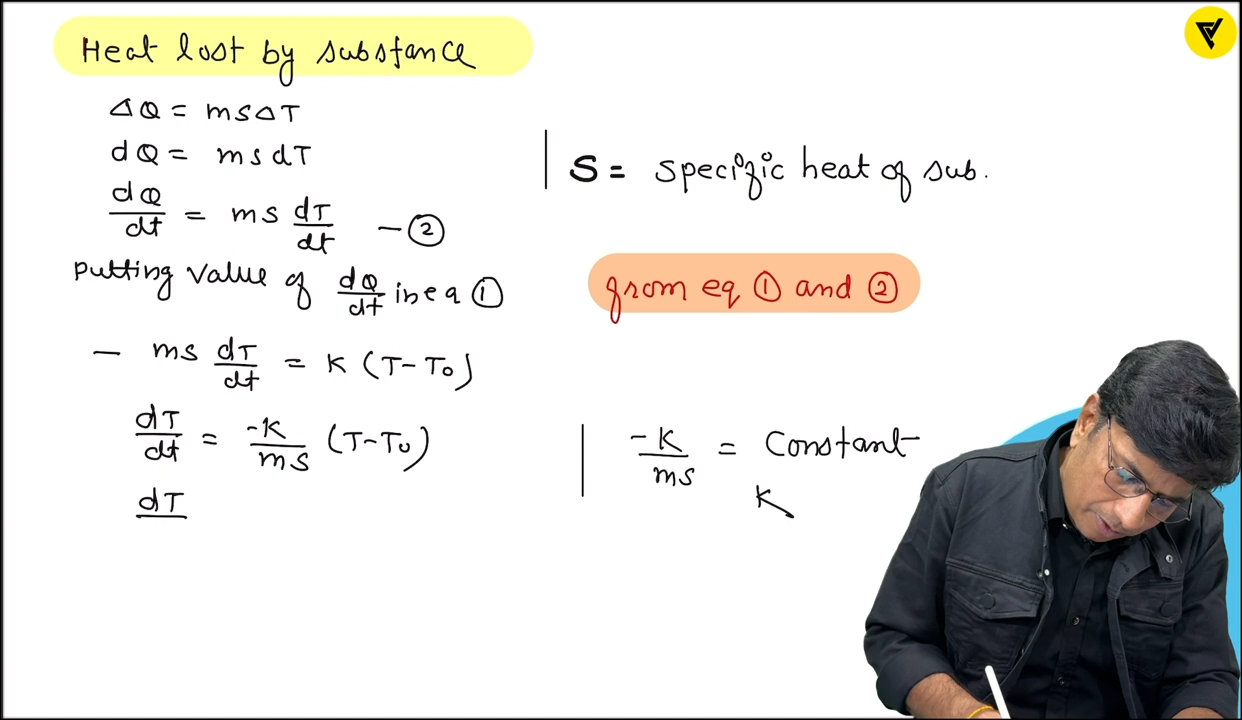 Heat lost by substance
ΔQ = msΔT
dQ = msdT
S = specific heat of sub.
dQ/dt = ms dT/dt - ②
putting value of dQ/dt in eq ①
from eq ① and ②
- ms dT/dt = K (T-T₀)
dT/dt = -K/ms (T-T₀)
-K/ms = Constant
K
dT